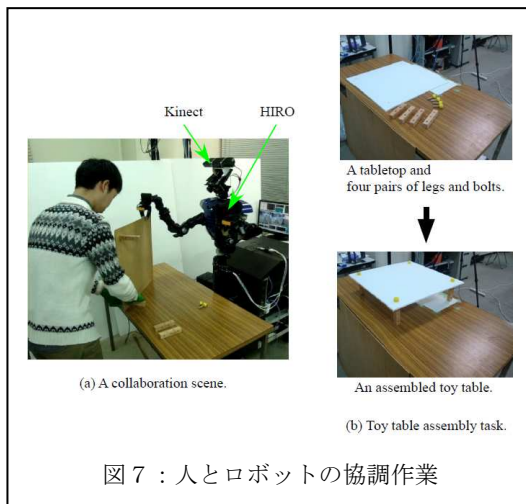 Kinect
HIRO
A tabletop and
four pairs of legs and bolts.
(a) A collaboration scene.
An assembled toy table.
(b) Toy table assembly task.
図7：人とロボットの協調作業